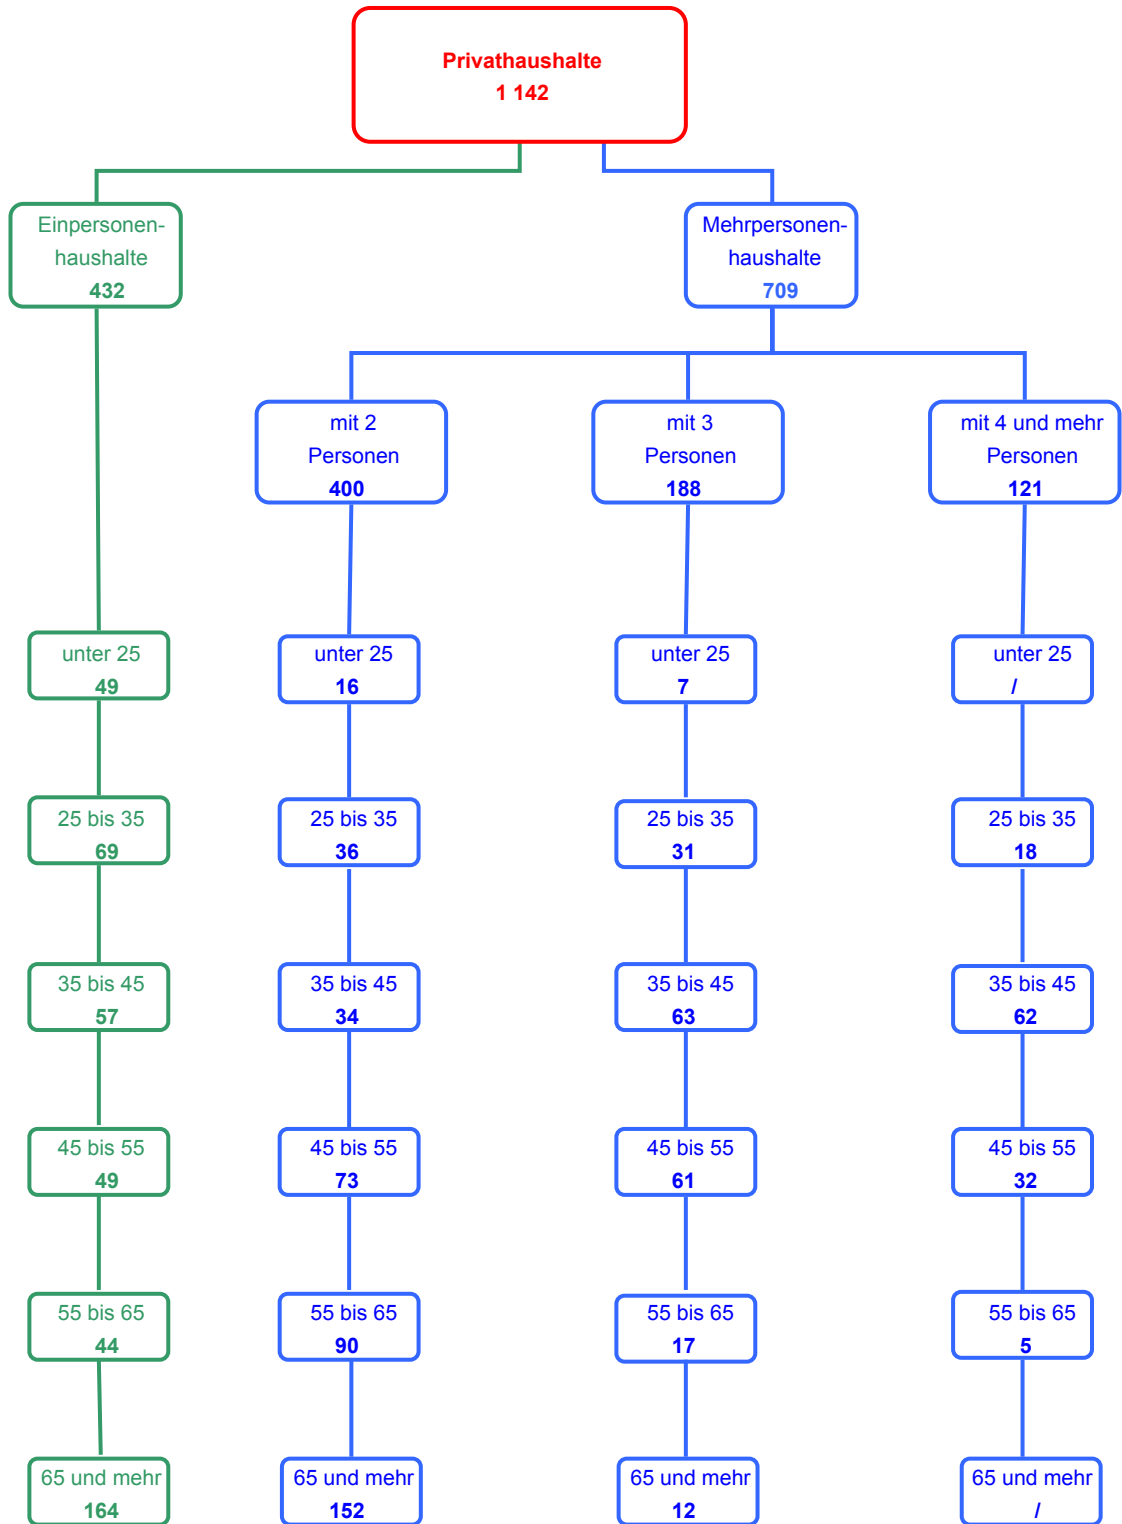 Privathaushalte
1 142
Einpersonen-
haushalte
432
Mehrpersonen-
haushalte
709
mit 2
Personen
400
mit 3
Personen
188
mit 4 und mehr
Personen
121
unter 25
49
unter 25
16
unter 25
7
unter 25
/
25 bis 35
69
25 bis 35
36
25 bis 35
31
25 bis 35
18
35 bis 45
57
35 bis 45
34
35 bis 45
63
35 bis 45
62
45 bis 55
49
45 bis 55
73
45 bis 55
61
45 bis 55
32
55 bis 65
44
55 bis 65
90
55 bis 65
17
55 bis 65
5
65 und mehr
164
65 und mehr
152
65 und mehr
12
65 und mehr
/